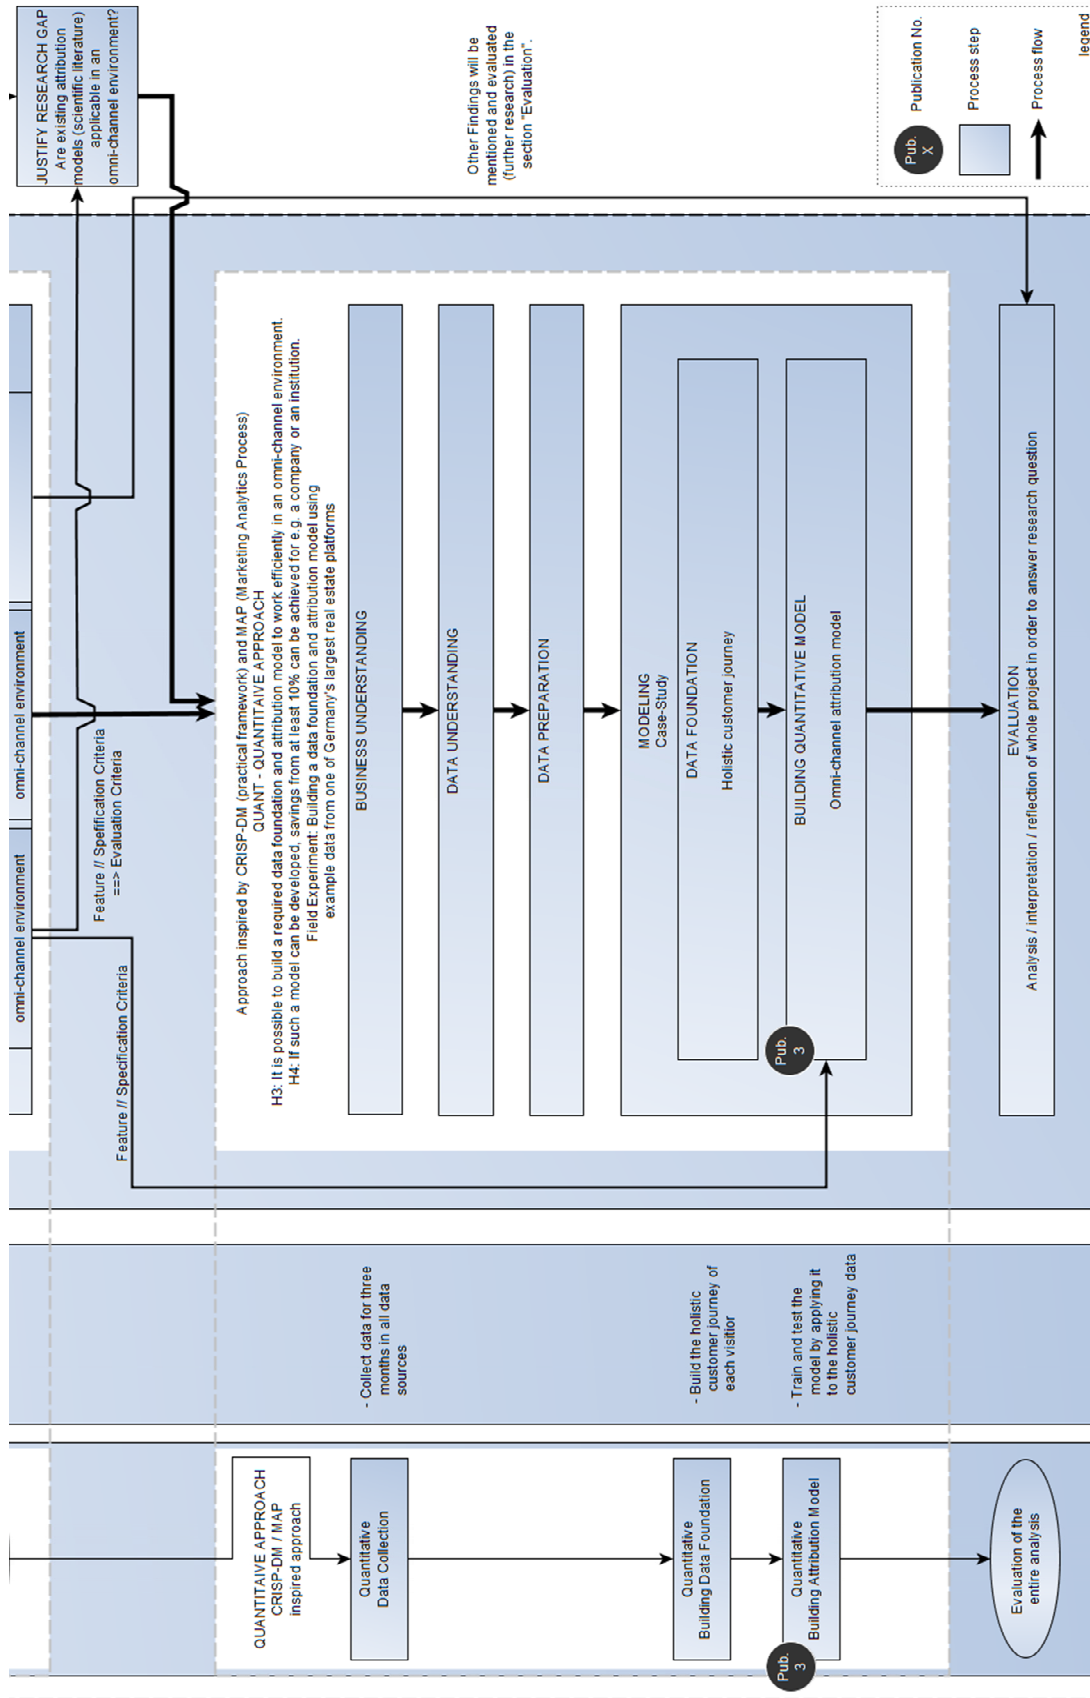 JUSTIFY RESEARCH GAP
Are existing attribution
models (scientific literature)
applicable in an
omni-channel environment?
Other Findings will be
mentioned and evaluated
(further research) in the
section "Evaluation".
Pub.
X
Publication No.
Process step
Process flow
legend
omni-channel environment
omni-channel environment
Feature // Spefification Criteria
==> Evaluation Criteria
Feature // Specification Criteria
Approach inspired by CRISP-DM (practical framework) and MAP (Marketing Analytics Process)
QUANT - QUANTITAIVE APPROACH
H3: It is possible to build a required data foundation and attribution model to work efficiently in an omni-channel environment.
H4: If such a model can be developed, savings from at least 10% can be achieved for e.g. a company or an institution.
Field Experiment: Building a data foundation and attribution model using
example data from one of Germany's largest real estate platforms
BUSINESS UNDERSTANDING
DATA UNDERSTANDING
DATA PREPARATION
MODELING
Case-Study
DATA FOUNDATION
Holistic customer journey
BUILDING QUANTITATIVE MODEL
Omni-channel attribution model
Pub.
3
EVALUATION
Analysis / interpretation / reflection of whole project in order to answer research question
- Collect data for three
months in all data
sources
- Build the holistic
customer journey of
each visitior
- Train and test the
model by applying it
to the holistic
customer journey data
QUANTITAIVE APPROACH
CRISP-DM / MAP
inspired approach
Quantitative
Data Collection
Quantitative
Building Data Foundation
Quantitative
Building Attribution Model
Pub.
3
Evaluation of the
entire analysis